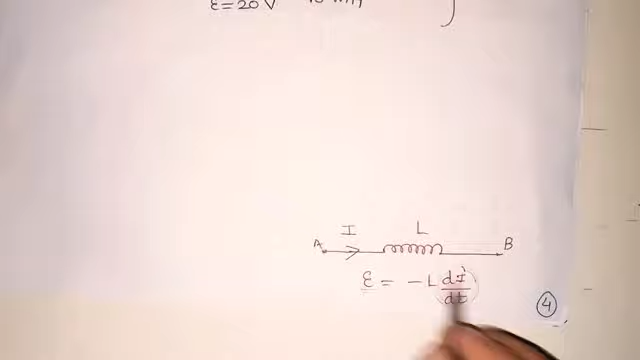 ε = 20 V
I
L
A
B
ε = - L dI/dt
4